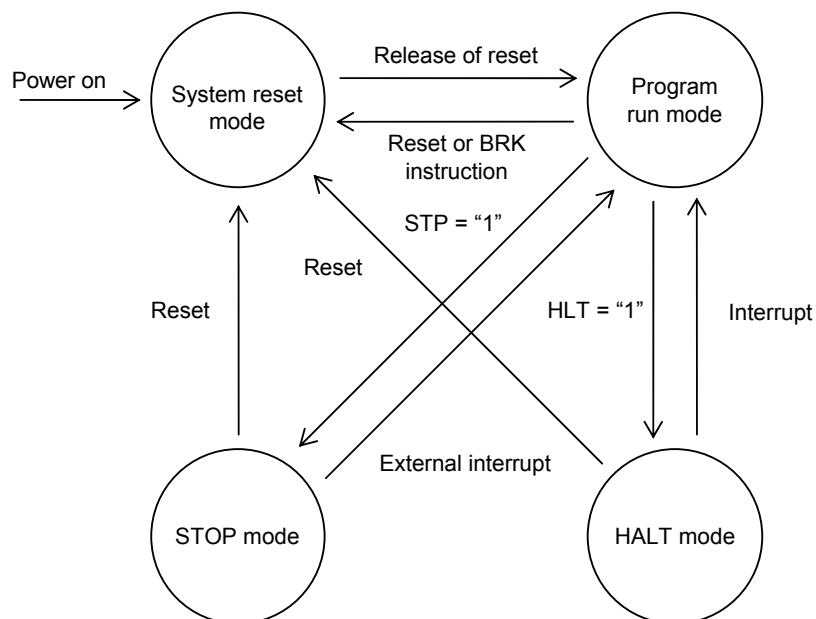 Power on
System reset
mode
Release of reset
Program
run mode
Reset or BRK
instruction
STP = “1”
Reset
Reset
HLT = “1”
Interrupt
External interrupt
STOP mode
HALT mode